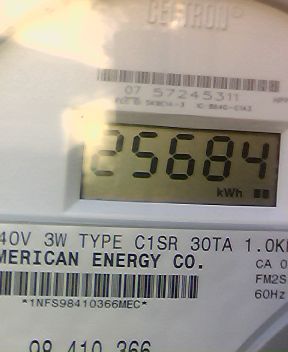 CELLTRON®
07 57245311
25684
kWh
40V 3W TYPE C1SR 30TA 1.0K
MERICAN ENERGY CO.
CA 0
FM2S
60Hz
*1NFS98410366MEC*
98 410 366